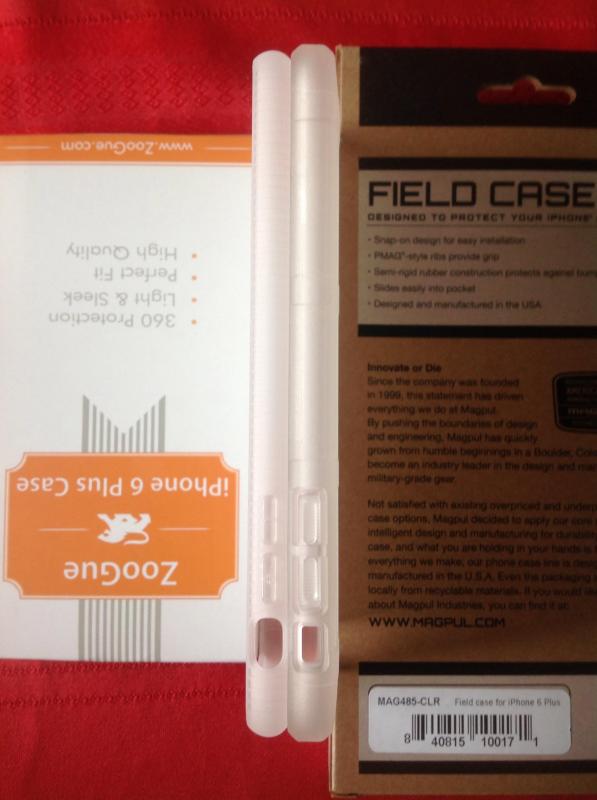 www.ZooGue.com
360 Protection
• Light & Sleek
• Perfect Fit
• High Quality
ZooGue
iPhone 6 Plus Case
FIELD CASE
DESIGNED TO PROTECT YOUR iPHONE
• Snap-on design for easy installation
• PMAG®-style ribs provide grip
• Semi-rigid rubber construction protects against
• Slides easily into pocket
• Designed and manufactured in the USA
Innovate or Die
Since the company was founded
in 1999, this statement has driven
everything we do at Magpul.
By pushing the boundaries of design
and engineering, Magpul has quickly
grown from humble beginnings in a Boulder,
become an industry leader in the design and
military-grade gear.
Not satisfied with existing overpriced and
case options, Magpul decided to apply our core
intelligent design and manufacturing for
case, and what you are holding in your hands is
everything we make, our phone case line is
manufactured in the U.S.A. Even the packaging
locally from recyclable materials. If you would
about Magpul Industries, you can find it at:
WWW.MAGPUL.COM
MAG485-CLR Field case for iPhone 6 Plus
8 40815 10017 1